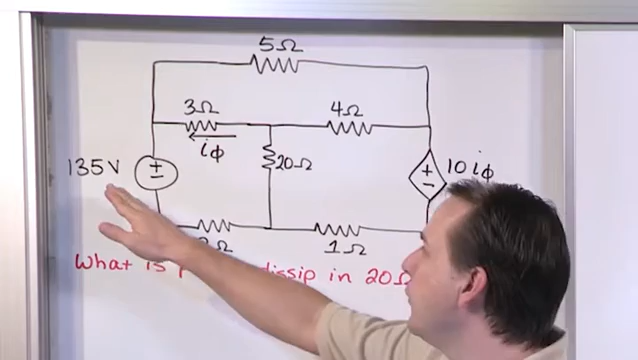 5Ω
3Ω
4Ω
iϕ
135V
+
−
20Ω
+
−
10iϕ
1Ω
What is dissip in 20Ω